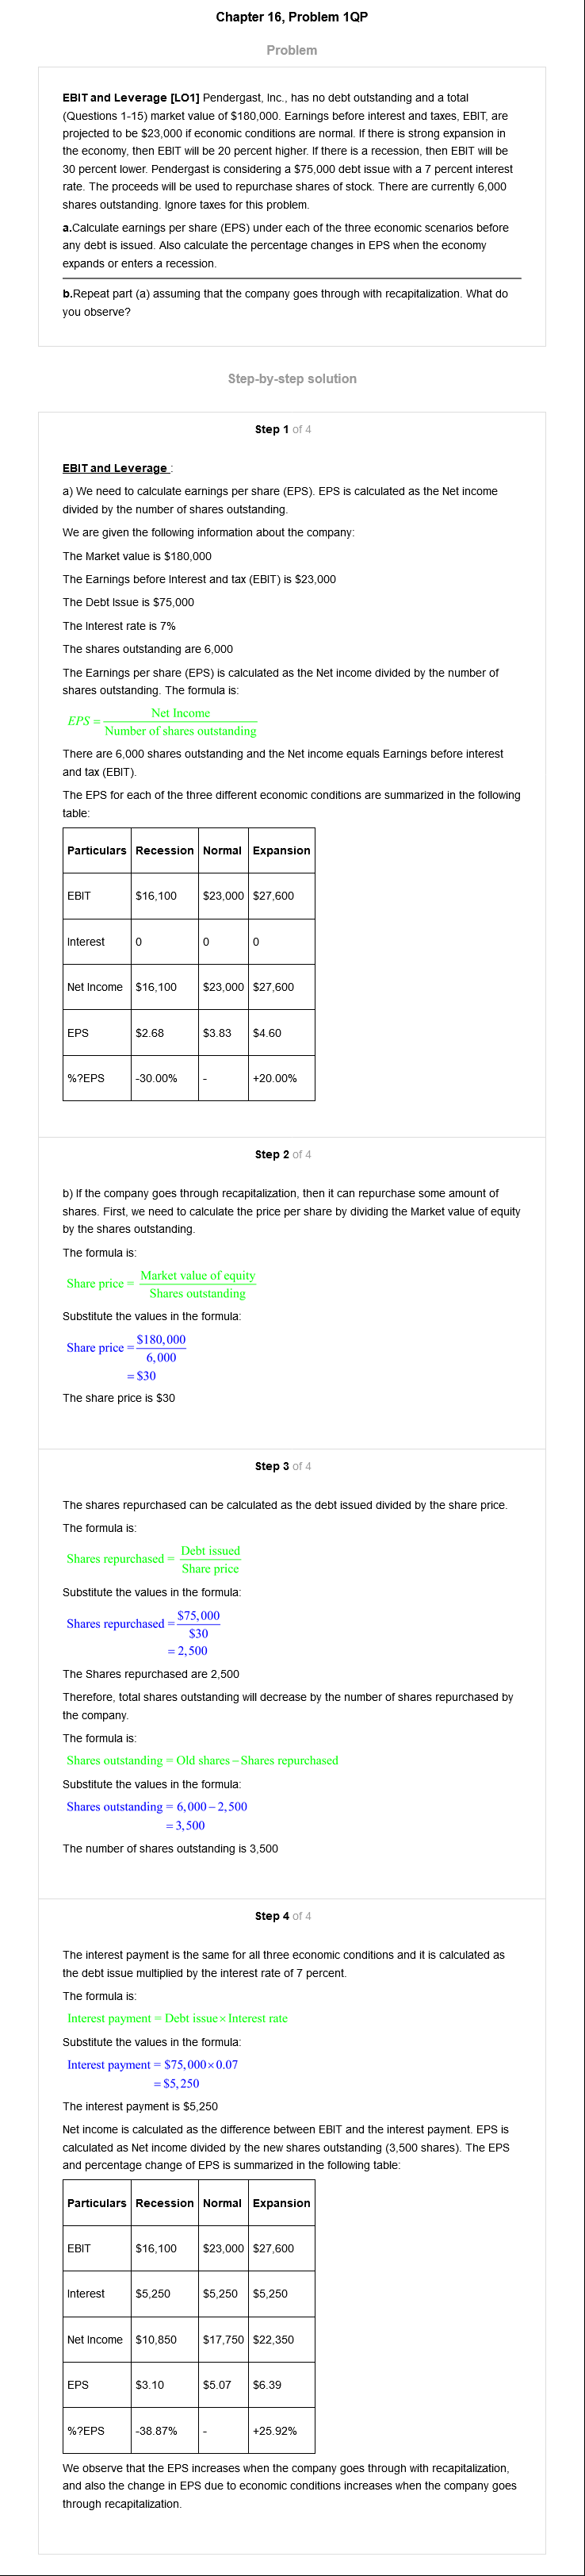 Chapter 16, Problem 1QP
Problem
EBIT and Leverage [LO1] Pendergast, Inc., has no debt outstanding and a total
(Questions 1-15) market value of $180,000. Earnings before interest and taxes, EBIT, are
projected to be $23,000 if economic conditions are normal. If there is strong expansion in
the economy, then EBIT will be 20 percent higher. If there is a recession, then EBIT will be
30 percent lower. Pendergast is considering a $75,000 debt issue with a 7 percent interest
rate. The proceeds will be used to repurchase shares of stock. There are currently 6,000
shares outstanding. Ignore taxes for this problem.
a.Calculate earnings per share (EPS) under each of the three economic scenarios before
any debt is issued. Also calculate the percentage changes in EPS when the economy
expands or enters a recession.
b.Repeat part (a) assuming that the company goes through with recapitalization. What do
you observe?
Step-by-step solution
Step 1 of 4
EBIT and Leverage :
a) We need to calculate earnings per share (EPS). EPS is calculated as the Net income
divided by the number of shares outstanding.
We are given the following information about the company:
The Market value is $180,000
The Earnings before Interest and tax (EBIT) is $23,000
The Debt Issue is $75,000
The Interest rate is 7%
The shares outstanding are 6,000
The Earnings per share (EPS) is calculated as the Net income divided by the number of
shares outstanding. The formula is:
EPS = Net Income / Number of shares outstanding
There are 6,000 shares outstanding and the Net income equals Earnings before interest
and tax (EBIT).
The EPS for each of the three different economic conditions are summarized in the following
table:
Particulars Recession Normal Expansion
EBIT $16,100 $23,000 $27,600
Interest 0 0 0
Net Income $16,100 $23,000 $27,600
EPS $2.68 $3.83 $4.60
%?EPS -30.00% - +20.00%
Step 2 of 4
b) If the company goes through recapitalization, then it can repurchase some amount of
shares. First, we need to calculate the price per share by dividing the Market value of equity
by the shares outstanding.
The formula is:
Share price = Market value of equity / Shares outstanding
Substitute the values in the formula:
Share price = $180,000 / 6,000
= $30
The share price is $30
Step 3 of 4
The shares repurchased can be calculated as the debt issued divided by the share price.
The formula is:
Shares repurchased = Debt issued / Share price
Substitute the values in the formula:
Shares repurchased = $75,000 / $30
= 2,500
The Shares repurchased are 2,500
Therefore, total shares outstanding will decrease by the number of shares repurchased by
the company.
The formula is:
Shares outstanding = Old shares – Shares repurchased
Substitute the values in the formula:
Shares outstanding = 6,000 – 2,500
= 3,500
The number of shares outstanding is 3,500
Step 4 of 4
The interest payment is the same for all three economic conditions and it is calculated as
the debt issue multiplied by the interest rate of 7 percent.
The formula is:
Interest payment = Debt issue × Interest rate
Substitute the values in the formula:
Interest payment = $75,000 × 0.07
= $5,250
The interest payment is $5,250
Net income is calculated as the difference between EBIT and the interest payment. EPS is
calculated as Net income divided by the new shares outstanding (3,500 shares). The EPS
and percentage change of EPS is summarized in the following table:
Particulars Recession Normal Expansion
EBIT $16,100 $23,000 $27,600
Interest $5,250 $5,250 $5,250
Net Income $10,850 $17,750 $22,350
EPS $3.10 $5.07 $6.39
%?EPS -38.87% - +25.92%
We observe that the EPS increases when the company goes through with recapitalization,
and also the change in EPS due to economic conditions increases when the company goes
through recapitalization.